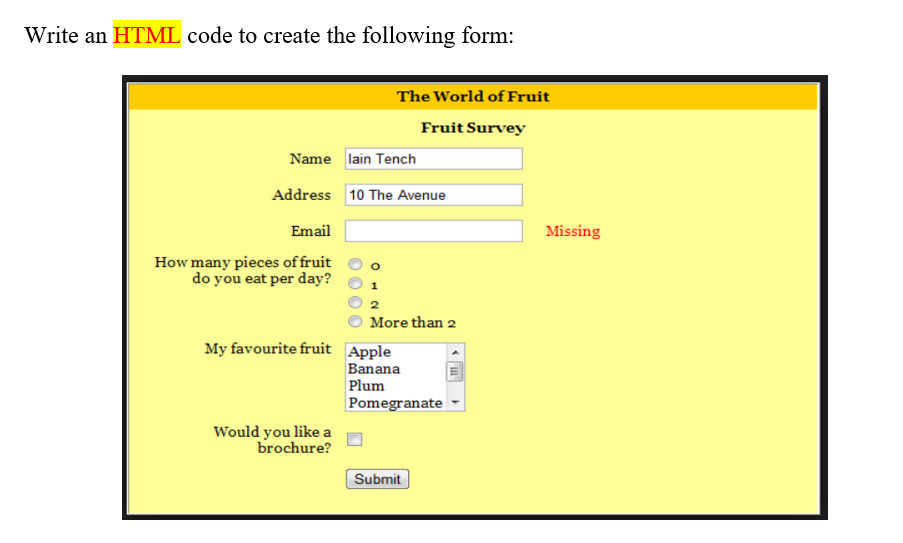 Write an HTML code to create the following form:
The World of Fruit
Fruit Survey
Name Iain Tench
Address 10 The Avenue
Email Missing
How many pieces of fruit
do you eat per day?
0
1
2
More than 2
My favourite fruit
Apple
Banana
Plum
Pomegranate
Would you like a
brochure?
Submit